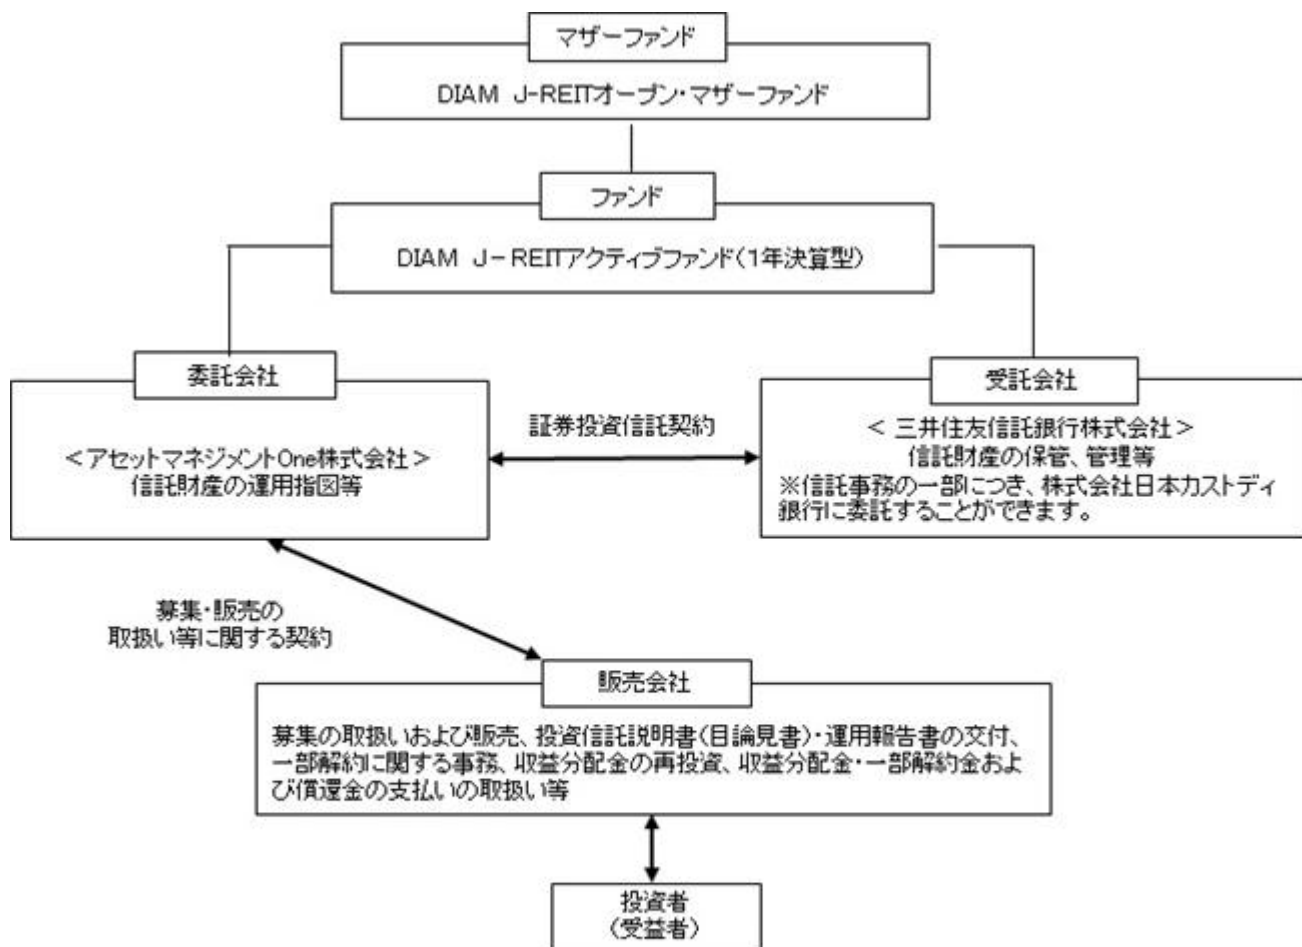 マザーファンド
DIAM J-REITオープン・マザーファンド
ファンド
DIAM J-REITアクティブファンド(1年決算型)
委託会社
<アセットマネジメントOne株式会社>
信託財産の運用指図等
証券投資信託契約
受託会社
< 三井住友信託銀行株式会社 >
信託財産の保管、管理等
※信託事務の一部につき、株式会社日本カストディ
銀行に委託することができます。
募集・販売の
取扱い等に関する契約
販売会社
募集の取扱いおよび販売、投資信託説明書(目論見書)・運用報告書の交付、
一部解約に関する事務、収益分配金の再投資、収益分配金・一部解約金およ
び償還金の支払いの取扱い等
投資者
(受益者)